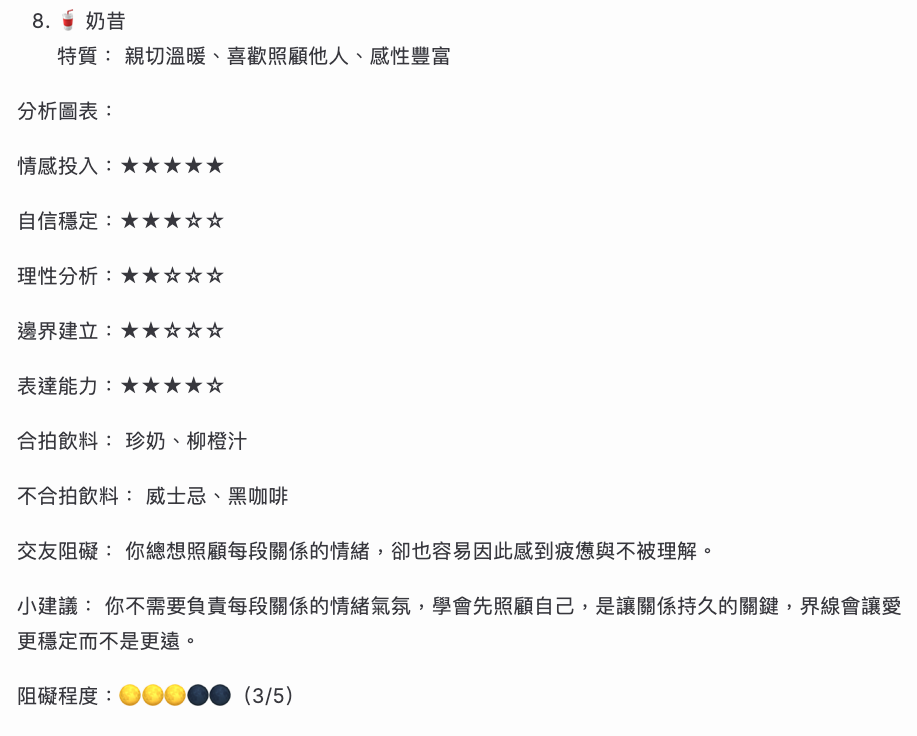 8. 🥤 奶昔
特質： 親切溫暖、喜歡照顧他人、感性豐富
分析圖表：
情感投入：★★★★★
自信穩定：★★★☆☆
理性分析：★★☆☆☆
邊界建立：★★☆☆☆
表達能力：★★★★☆
合拍飲料： 珍奶、柳橙汁
不合拍飲料： 威士忌、黑咖啡
交友阻礙： 你總想照顧每段關係的情緒，卻也容易因此感到疲憊與不被理解。
小建議： 你不需要負責每段關係的情緒氣氛，學會先照顧自己，是讓關係持久的關鍵，界線會讓愛
更穩定而不是更遠。
阻礙程度：🌕🌕🌕🌑🌑（3/5）